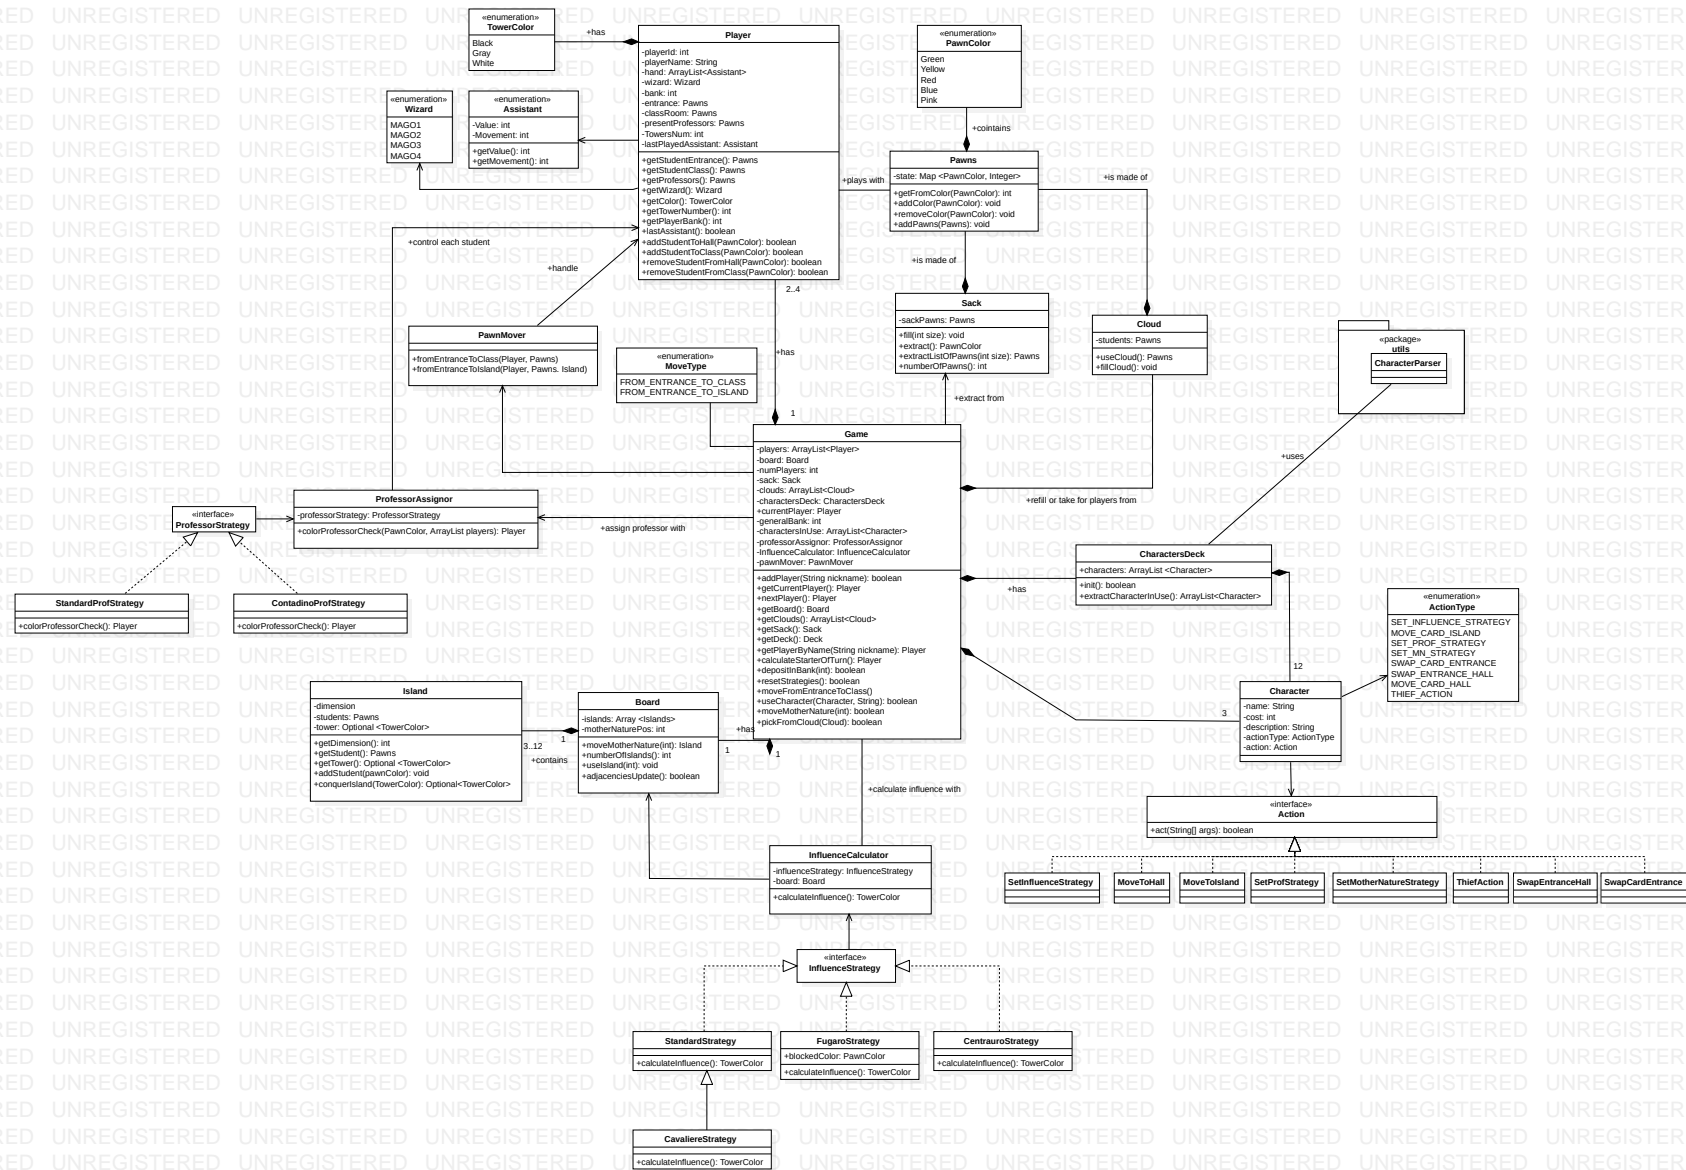 «enumeration»
TowerColor
Black
Gray
White
+has
Player
-playerId: int
-playerName: String
-hand: ArrayList<Assistant>
-wizard: Wizard
-bank: int
-entrance: Pawns
-classRoom: Pawns
-presentProfessors: Pawns
-TowersNum: int
-lastPlayedAssistant: Assistant
+getStudentEntrance(): Pawns
+getStudentClass(): Pawns
+getProfessors(): Pawns
+getWizard(): Wizard
+getColor(): TowerColor
+getTowerNumber(): int
+getPlayerBank(): int
+lastAssistant(): boolean
+addStudentToHall(PawnColor): boolean
+addStudentToClass(PawnColor): boolean
+removeStudentFromHall(PawnColor): boolean
+removeStudentFromClass(PawnColor): boolean
«enumeration»
PawnColor
Green
Yellow
Red
Blue
Pink
«enumeration»
Wizard
MAGO1
MAGO2
MAGO3
MAGO4
«enumeration»
Assistant
-Value: int
-Movement: int
+getValue(): int
+getMovement(): int
+cointains
Pawns
-state: Map <PawnColor, Integer>
+getFromColor(PawnColor): int
+addColor(PawnColor): void
+removeColor(PawnColor): void
+addPawns(Pawns): void
+plays with
+is made of
+control each student
+handle
+is made of
2..4
Sack
-sackPawns: Pawns
+fill(int size): void
+extract(): PawnColor
+extractListOfPawns(int size): Pawns
+numberOfPawns(): int
Cloud
-students: Pawns
+useCloud(): Pawns
+fillCloud(): void
PawnMover
+fromEntranceToClass(Player, Pawns)
+fromEntranceToIsland(Player, Pawns. Island)
«enumeration»
MoveType
FROM_ENTRANCE_TO_CLASS
FROM_ENTRANCE_TO_ISLAND
+has
1
+extract from
«package»
utils
CharacterParser
+uses
Game
-players: ArrayList<Player>
-board: Board
-numPlayers: int
-sack: Sack
-clouds: ArrayList<Cloud>
-charactersDeck: CharactersDeck
+currentPlayer: Player
-generalBank: int
-charactersInUse: ArrayList<Character>
-professorAssignor: ProfessorAssignor
-InfluenceCalculator: InfluenceCalculator
-pawnMover: PawnMover
+addPlayer(String nickname): boolean
+getCurrentPlayer(): Player
+nextPlayer(): Player
+getBoard(): Board
+getClouds(): ArrayList<Cloud>
+getSack(): Sack
+getDeck(): Deck
+getPlayerByName(String nickname): Player
+calculateStarterOfTurn(): Player
+depositInBank(int): boolean
+resetStrategies(): boolean
+moveFromEntranceToClass()
+useCharacter(Character, String): boolean
+moveMotherNature(int): boolean
+pickFromCloud(Cloud): boolean
+refill or take for players from
ProfessorAssignor
-professorStrategy: ProfessorStrategy
+colorProfessorCheck(PawnColor, ArrayList players): Player
+assign professor with
«interface»
ProfessorStrategy
StandardProfStrategy
+colorProfessorCheck(): Player
ContadinoProfStrategy
+colorProfessorCheck(): Player
CharactersDeck
+characters: ArrayList <Character>
+init(): boolean
+extractCharacterInUse(): ArrayList<Character>
+has
12
3
«enumeration»
ActionType
SET_INFLUENCE_STRATEGY
MOVE_CARD_ISLAND
SET_PROF_STRATEGY
SET_MN_STRATEGY
SWAP_CARD_ENTRANCE
SWAP_ENTRANCE_HALL
MOVE_CARD_HALL
THIEF_ACTION
Character
-name: String
-cost: int
-description: String
-actionType: ActionType
-action: Action
Island
-dimension
-students: Pawns
-tower: Optional <TowerColor>
+getDimension(): int
+getStudent(): Pawns
+getTower(): Optional <TowerColor>
+addStudent(pawnColor): void
+conquerIsland(TowerColor): Optional<TowerColor>
3..12
1
+contains
Board
-islands: Array <Islands>
-motherNaturePos: int
+moveMotherNature(int): Island
+numberOfIslands(): int
+useIsland(int): void
+adjacenciesUpdate(): boolean
+has
1
1
+calculate influence with
«interface»
Action
+act(String[] args): boolean
SetInfluenceStrategy
MoveToHall
MoveToIsland
SetProfStrategy
SetMotherNatureStrategy
ThiefAction
SwapEntranceHall
SwapCardEntrance
InfluenceCalculator
-influenceStrategy: InfluenceStrategy
-board: Board
+calculateInfluence(): TowerColor
«interface»
InfluenceStrategy
StandardStrategy
+calculateInfluence(): TowerColor
FugaroStrategy
+blockedColor: PawnColor
+calculateInfluence(): TowerColor
CentrauroStrategy
+calculateInfluence(): TowerColor
CavaliereStrategy
+calculateInfluence(): TowerColor
UNREGISTERED